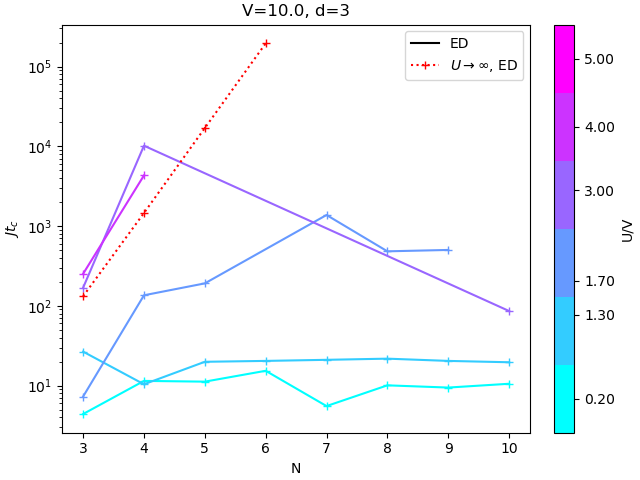 V=10.0, d=3
ED
U → ∞, ED
10⁵
10⁴
10³
10²
10¹
Jt_c
3 4 5 6 7 8 9 10
N
5.00
4.00
3.00
1.70
1.30
0.20
U/V